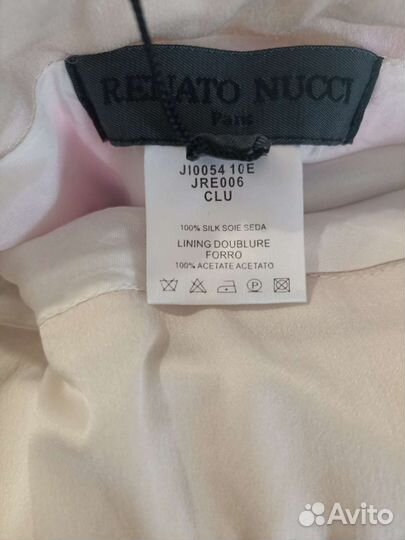 RENATO NUCCI
Paris
JI0054 10E
JRE006
CLU
100% SILK SOIE SEDA
LINING DOUBLURE
FORRO
100% ACETATE ACETATO
P
Avito